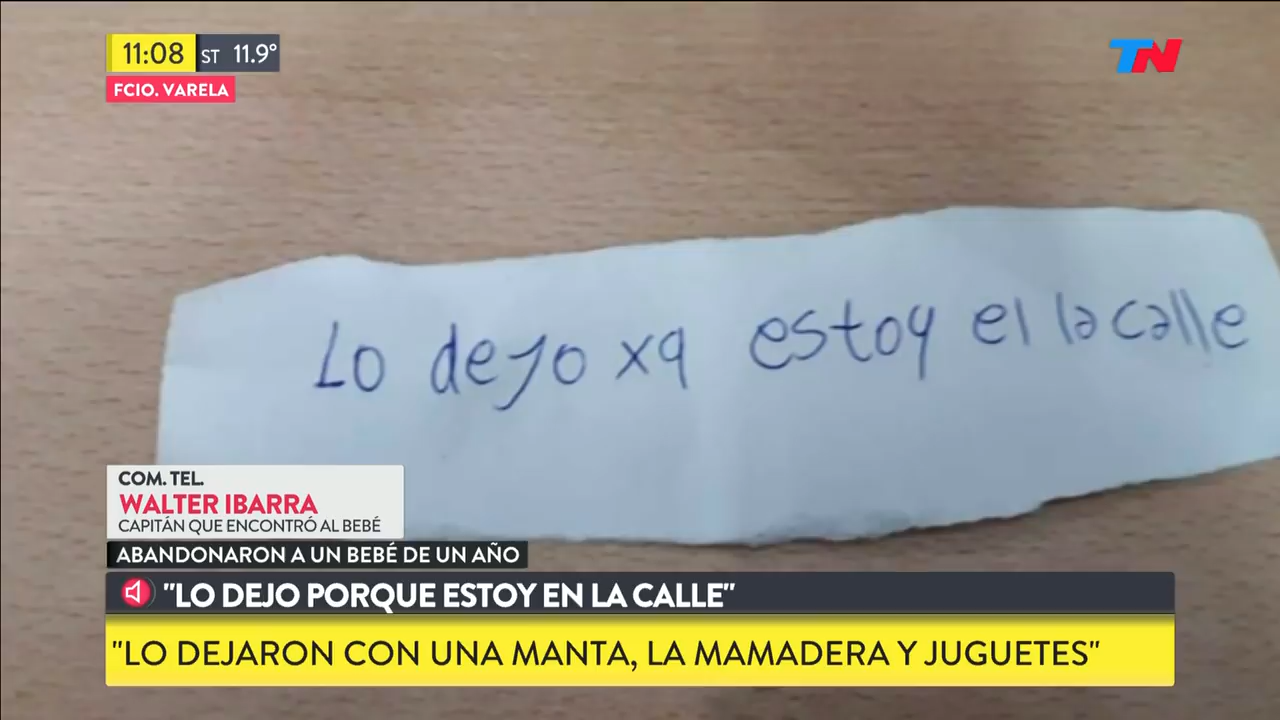 11:08 ST 11.9°
TN
FCIO. VARELA
Lo dejo xq estoy el la calle
COM. TEL.
WALTER IBARRA
CAPITÁN QUE ENCONTRÓ AL BEBÉ
ABANDONARON A UN BEBÉ DE UN AÑO
"LO DEJO PORQUE ESTOY EN LA CALLE"
"LO DEJARON CON UNA MANTA, LA MAMADERA Y JUGUETES"